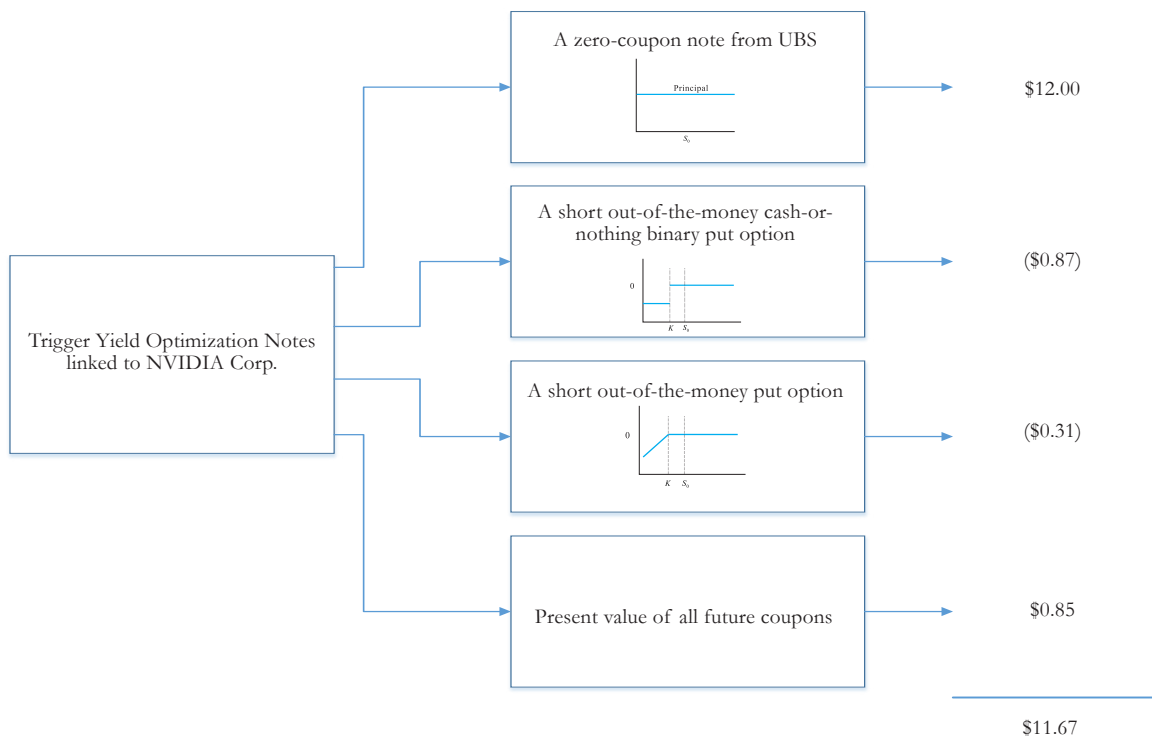 A zero-coupon note from UBS
Principal
S₀
$12.00
A short out-of-the-money cash-or-
nothing binary put option
0
K S₀
($0.87)
Trigger Yield Optimization Notes
linked to NVIDIA Corp.
A short out-of-the-money put option
0
K S₀
($0.31)
Present value of all future coupons
$0.85
$11.67